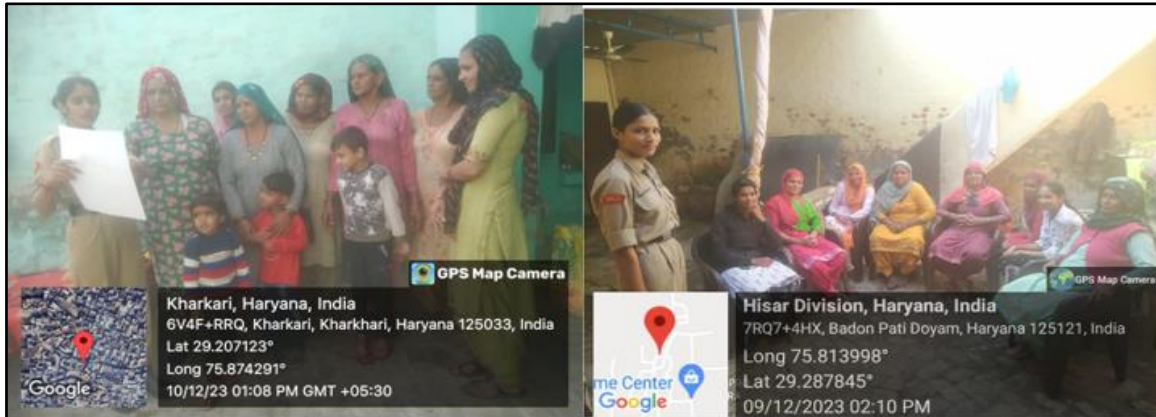 GPS Map Camera
Kharkari, Haryana, India
6V4F+RRQ, Kharkari, Kharkhari, Haryana 125033, India
Lat 29.207123°
Long 75.874291°
10/12/23 01:08 PM GMT +05:30
Google
GPS Map Camera
Hisar Division, Haryana, India
7RQ7+4HX, Badon Pati Doyam, Haryana 125121, India
Long 75.813998°
Lat 29.287845°
09/12/2023 02:10 PM
me Center
Google